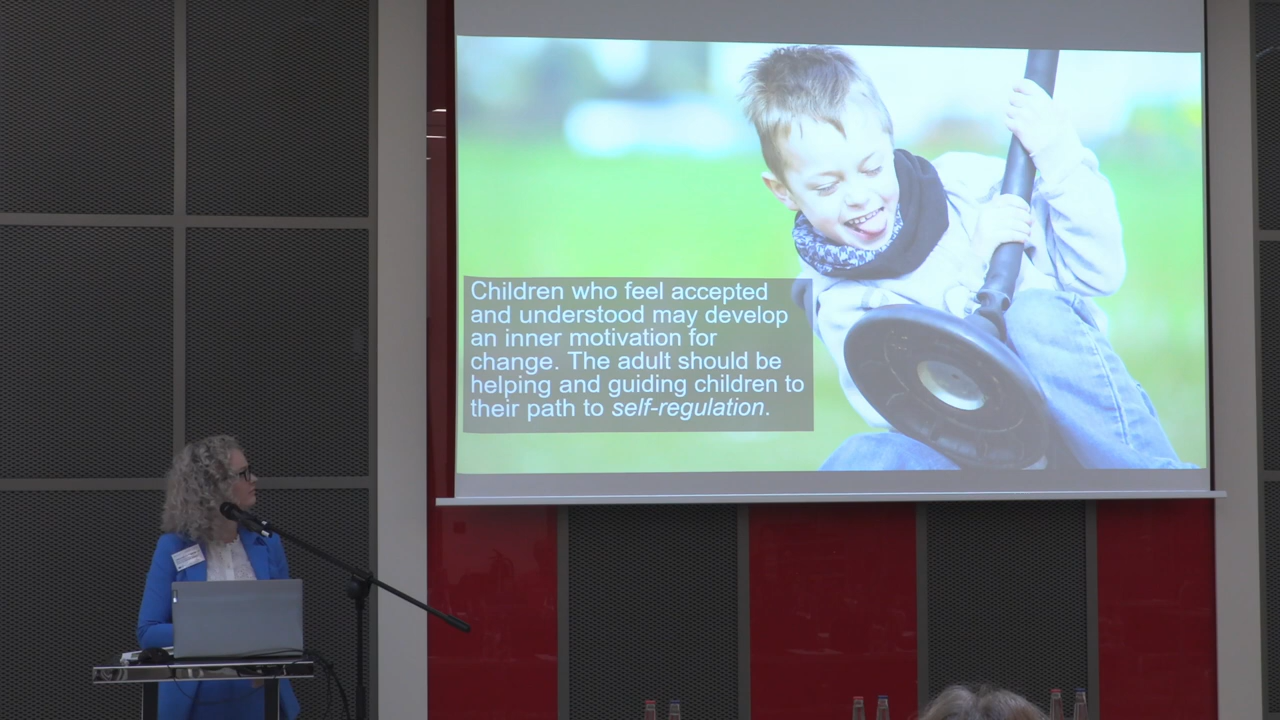 Children who feel accepted
and understood may develop
an inner motivation for
change. The adult should be
helping and guiding children to
their path to self-regulation.